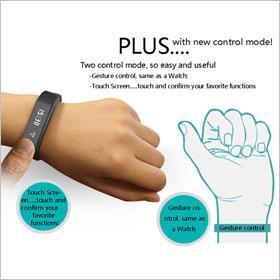 PLUS....with new control mode!
Two control mode, so easy and useful
-Gesture control, same as a Watch;
-Touch Screen....touch and confirm your favorite functions
Touch Scre-
en....touch and
confirm your
favorite
functions!
Gesture co-
ntrol, same as
a Watch
Gesture control